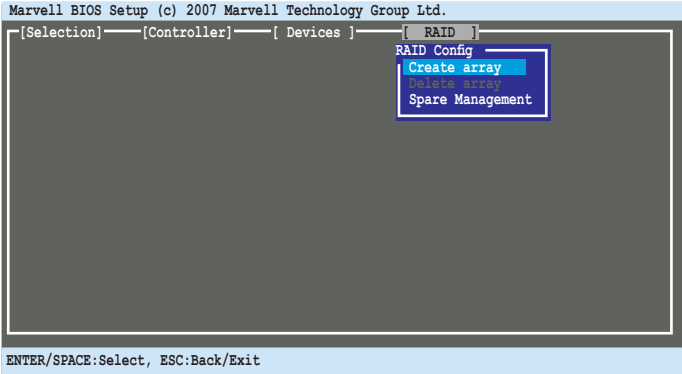 Marvell BIOS Setup (c) 2007 Marvell Technology Group Ltd.
[Selection] [Controller] [ Devices ] [ RAID ]
RAID Config
Create array
Delete array
Spare Management
ENTER/SPACE:Select, ESC:Back/Exit